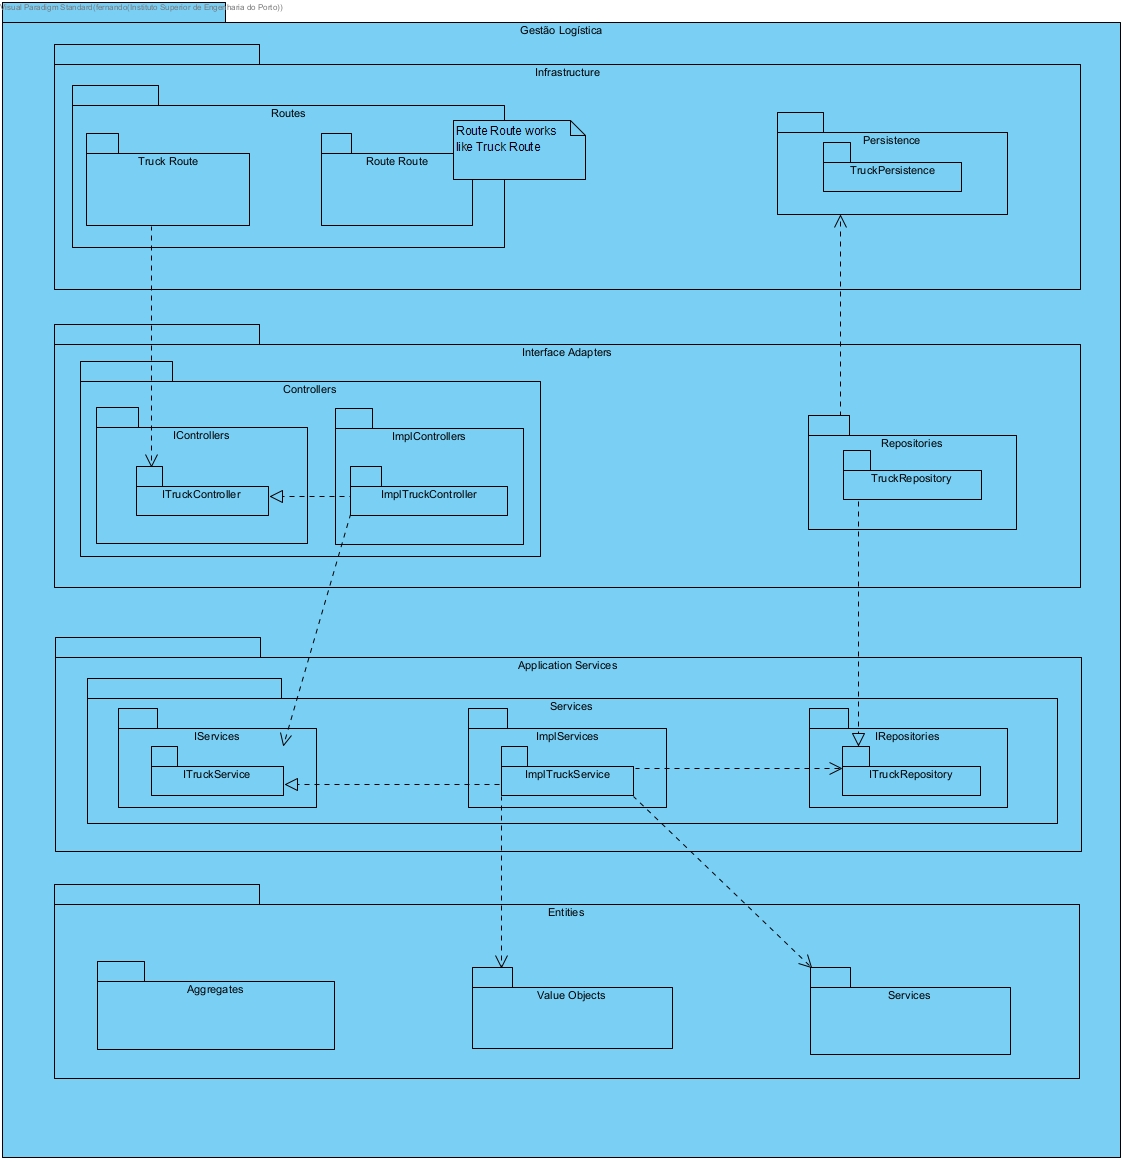 Visual Paradigm Standard(fernando(Instituto Superior de Engenharia do Porto))
Gestão Logística
Infrastructure
Routes
Truck Route
Route Route
Route Route works
like Truck Route
Persistence
TruckPersistence
Interface Adapters
Controllers
IControllers
ITruckController
ImplControllers
ImplTruckController
Repositories
TruckRepository
Application Services
Services
IServices
ITruckService
ImplServices
ImplTruckService
IRepositories
ITruckRepository
Entities
Aggregates
Value Objects
Services